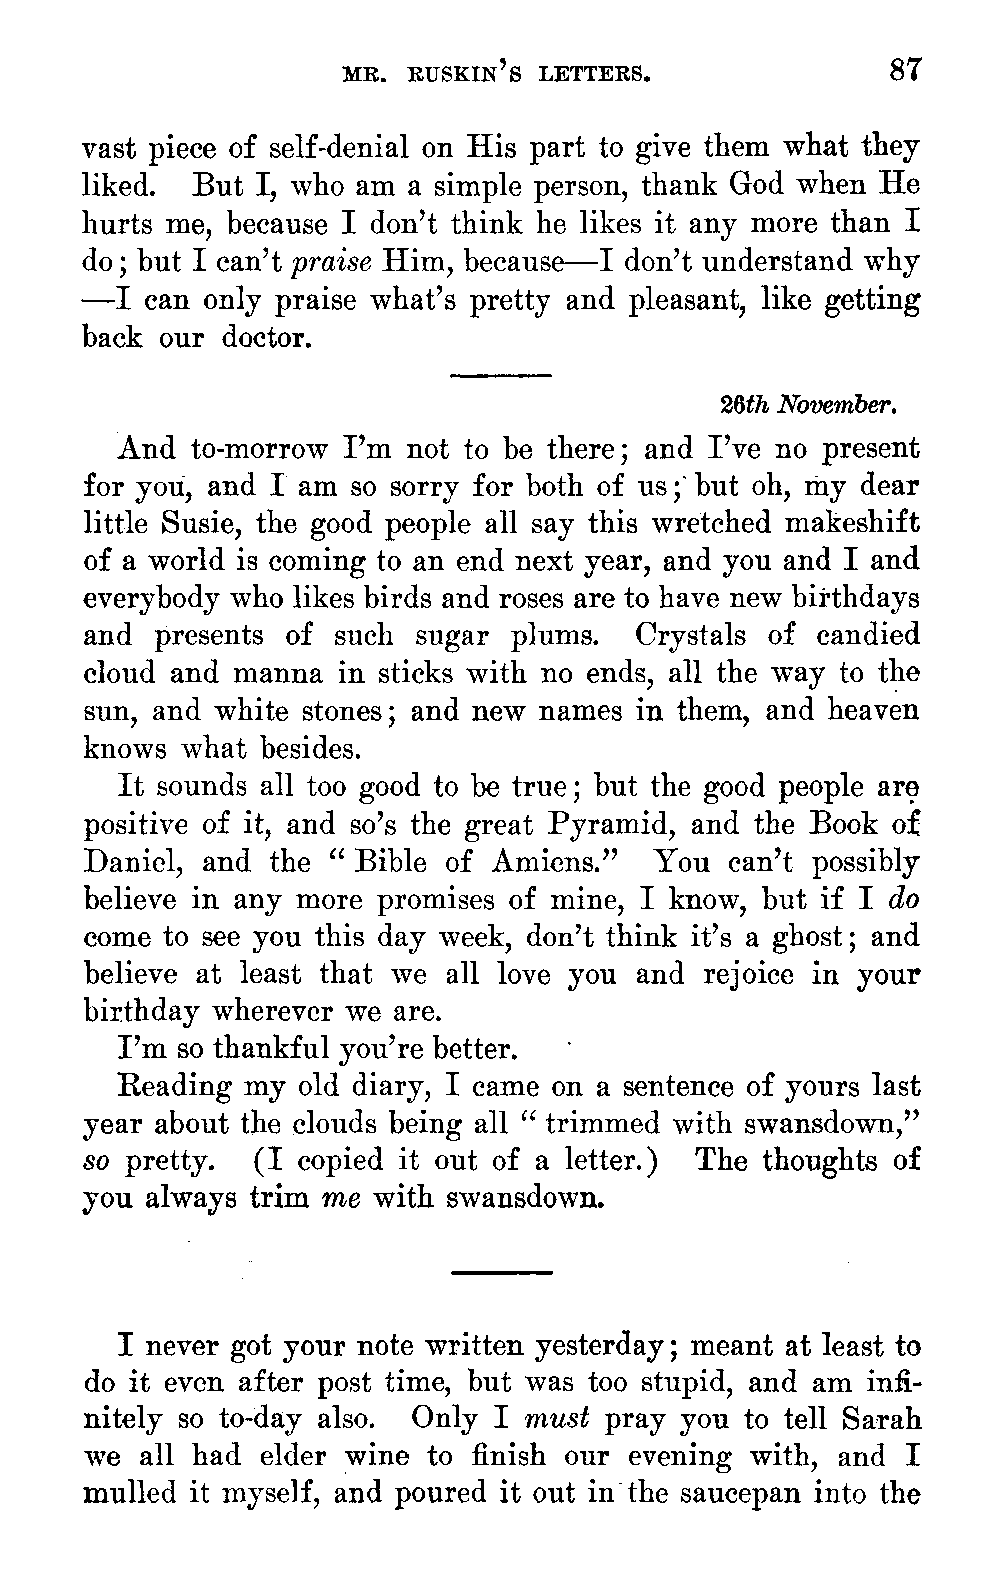 MR. RUSKIN'S LETTERS. 87
vast piece of self-denial on His part to give them what they
liked. But I, who am a simple person, thank God when He
hurts me, because I don't think he likes it any more than I
do; but I can't praise Him, because—I don't understand why
—I can only praise what's pretty and pleasant, like getting
back our doctor.
26th November.
And to-morrow I'm not to be there; and I've no present
for you, and I am so sorry for both of us; but oh, my dear
little Susie, the good people all say this wretched makeshift
of a world is coming to an end next year, and you and I and
everybody who likes birds and roses are to have new birthdays
and presents of such sugar plums. Crystals of candied
cloud and manna in sticks with no ends, all the way to the
sun, and white stones; and new names in them, and heaven
knows what besides.
It sounds all too good to be true; but the good people are
positive of it, and so's the great Pyramid, and the Book of
Daniel, and the “Bible of Amiens.” You can't possibly
believe in any more promises of mine, I know, but if I do
come to see you this day week, don't think it's a ghost; and
believe at least that we all love you and rejoice in your
birthday wherever we are.
I'm so thankful you're better.
Reading my old diary, I came on a sentence of yours last
year about the clouds being all “trimmed with swansdown,”
so pretty. (I copied it out of a letter.) The thoughts of
you always trim me with swansdown.
I never got your note written yesterday; meant at least to
do it even after post time, but was too stupid, and am infi-
nitely so to-day also. Only I must pray you to tell Sarah
we all had elder wine to finish our evening with, and I
mulled it myself, and poured it out in the saucepan into the